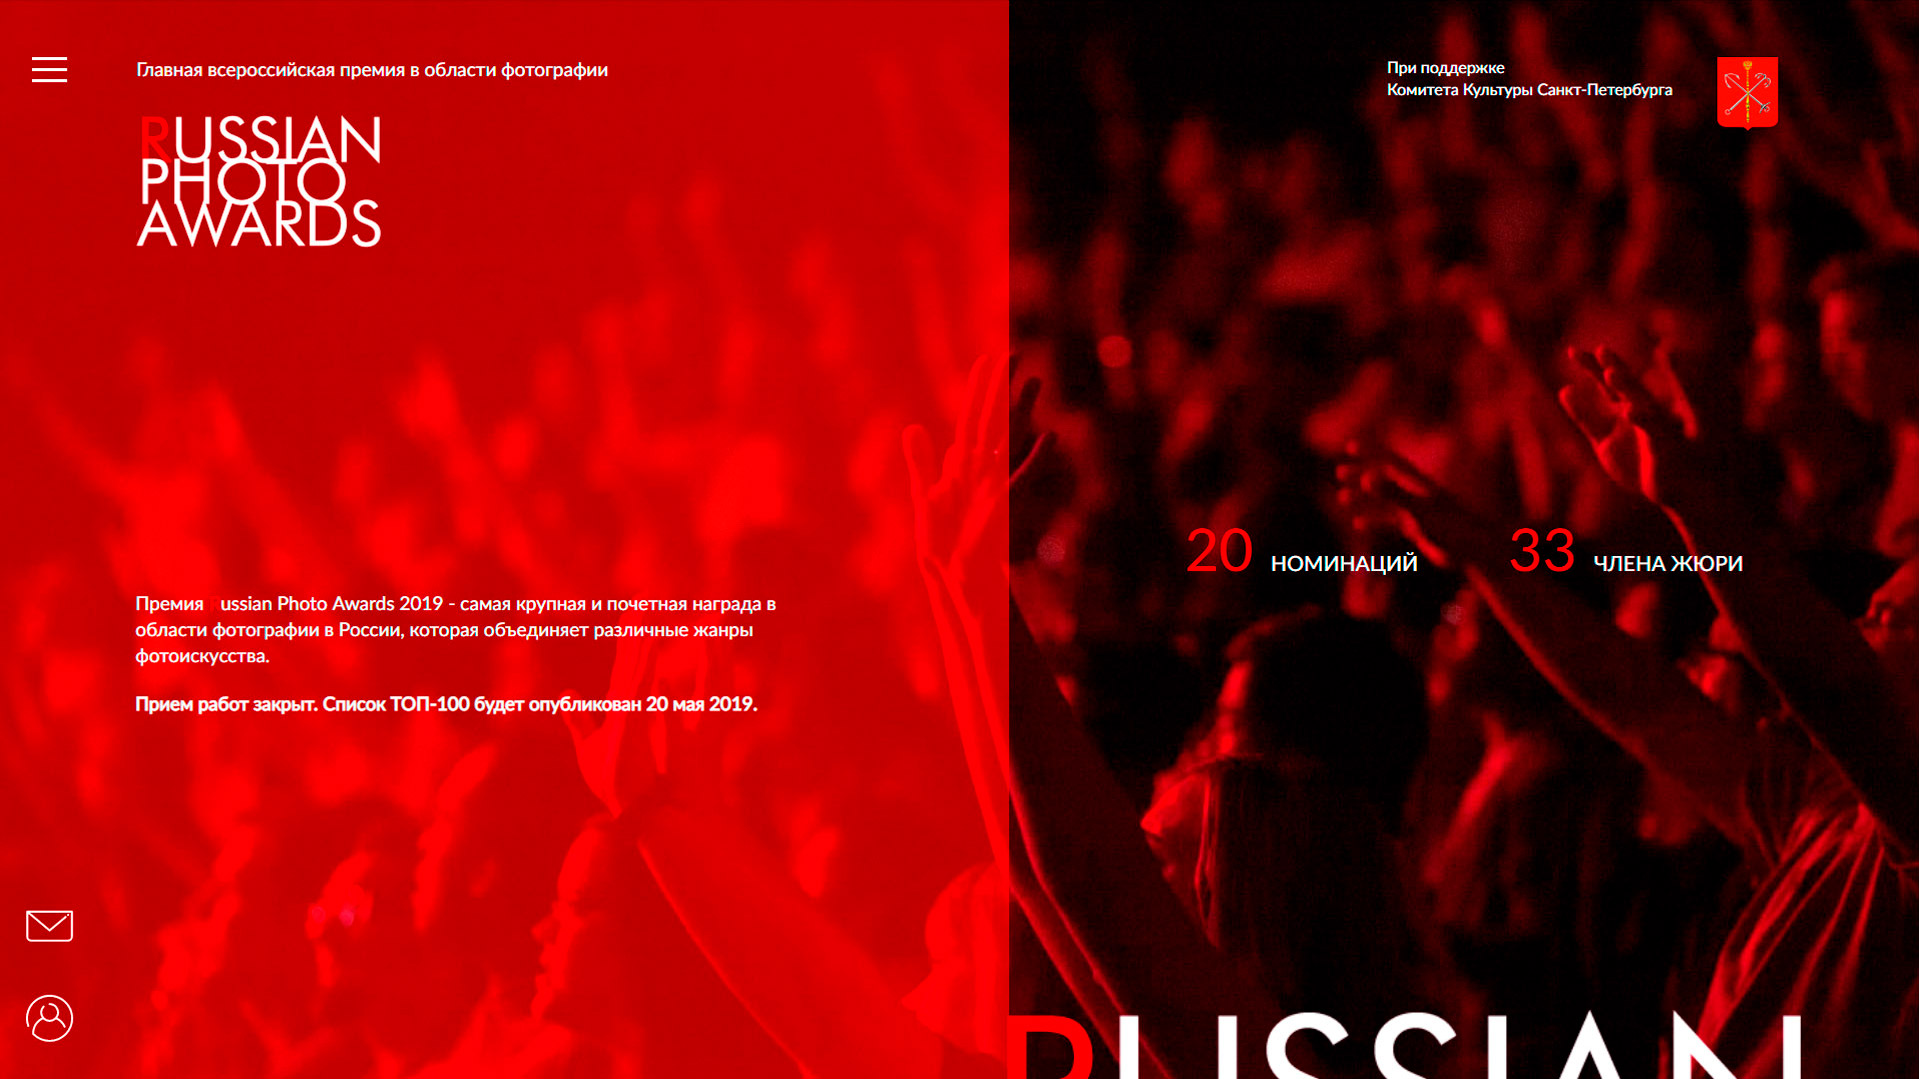 Главная всероссийская премия в области фотографии
RUSSIAN
PHOTO
AWARDS
При поддержке
Комитета Культуры Санкт-Петербурга
20 НОМИНАЦИЙ
33 ЧЛЕНА ЖЮРИ
Премия Russian Photo Awards 2019 - самая крупная и почетная награда в
области фотографии в России, которая объединяет различные жанры
фотоискусства.
Прием работ закрыт. Список ТОП-100 будет опубликован 20 мая 2019.
RUSSIAN